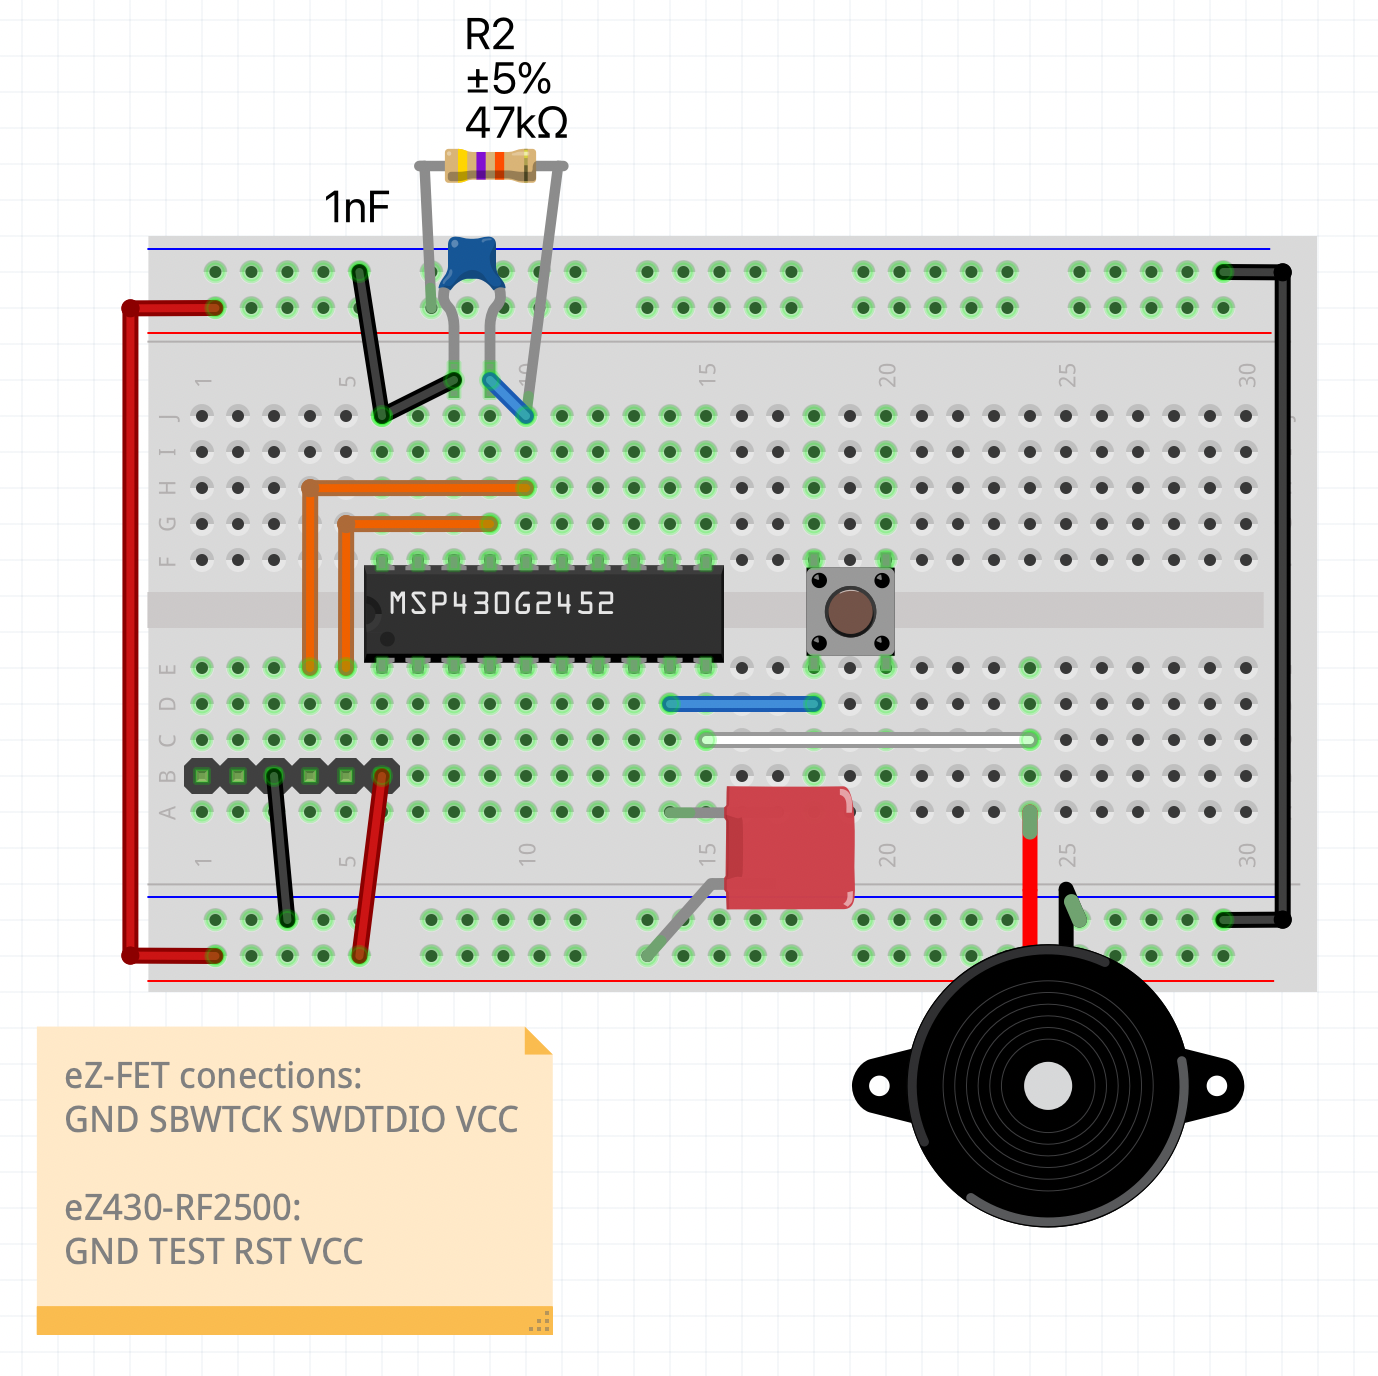 R2
±5%
47kΩ
1nF
1 5 10 15 20 25 30
J
I
H
G
F
MSP430G2452
E
D
C
B
A
1 5 10 15 20 25 30
eZ-FET conections:
GND SBWTCK SWDTDIO VCC
eZ430-RF2500:
GND TEST RST VCC